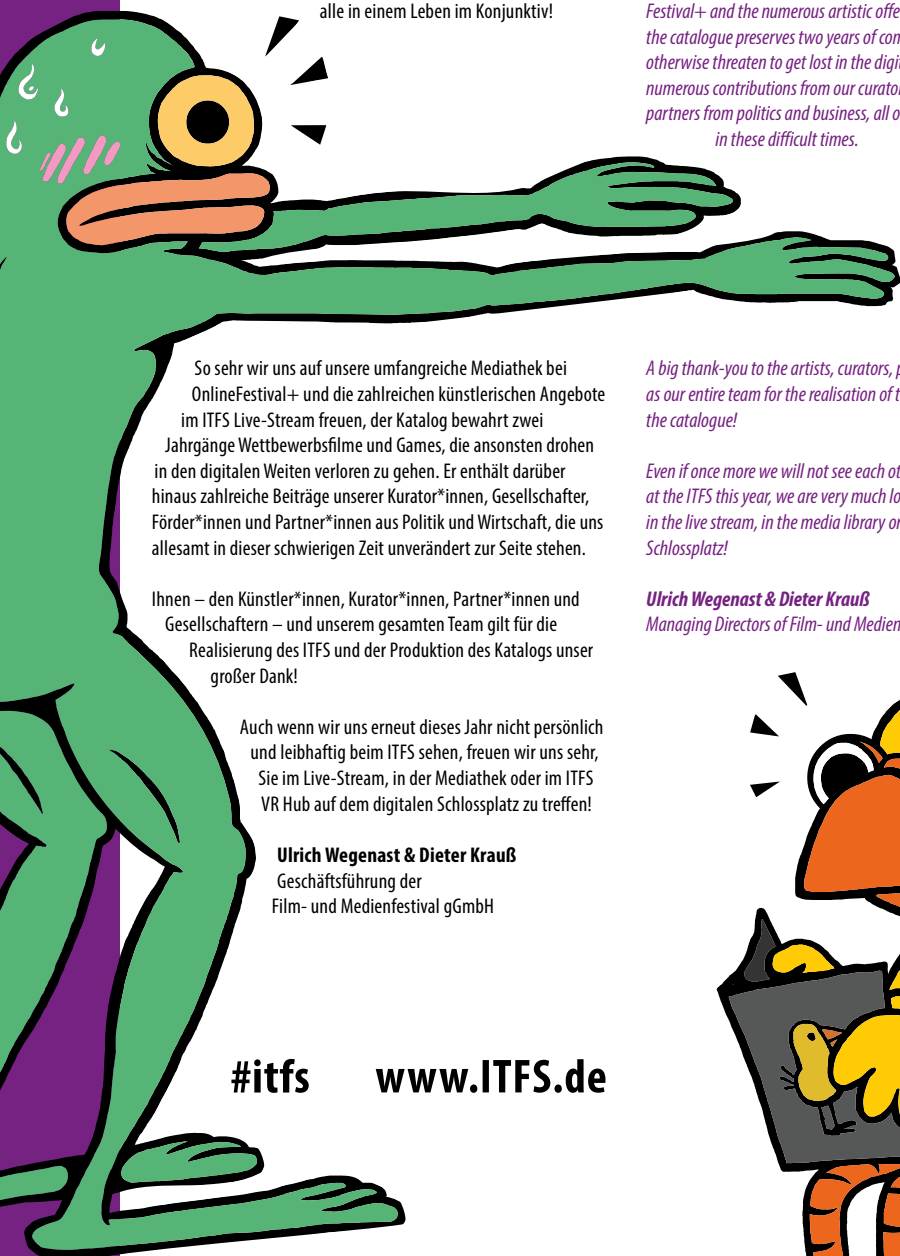 alle in einem Leben im Konjunktiv!
So sehr wir uns auf unsere umfangreiche Mediathek bei
OnlineFestival+ und die zahlreichen künstlerischen Angebote
im ITFS Live-Stream freuen, der Katalog bewahrt zwei
Jahrgänge Wettbewerbsfilme und Games, die ansonsten drohen
in den digitalen Weiten verloren zu gehen. Er enthält darüber
hinaus zahlreiche Beiträge unserer Kurator*innen, Gesellschafter,
Förder*innen und Partner*innen aus Politik und Wirtschaft, die uns
allesamt in dieser schwierigen Zeit unverändert zur Seite stehen.
Ihnen – den Künstler*innen, Kurator*innen, Partner*innen und
Gesellschaftern – und unserem gesamten Team gilt für die
Realisierung des ITFS und der Produktion des Katalogs unser
großer Dank!
Auch wenn wir uns erneut dieses Jahr nicht persönlich
und leibhaftig beim ITFS sehen, freuen wir uns sehr,
Sie im Live-Stream, in der Mediathek oder im ITFS
VR Hub auf dem digitalen Schlossplatz zu treffen!
Ulrich Wegenast & Dieter Krauß
Geschäftsführung der
Film- und Medienfestival gGmbH
#itfs www.ITFS.de
Festival+ and the numerous artistic offe
the catalogue preserves two years of con
otherwise threaten to get lost in the digit
numerous contributions from our curator
partners from politics and business, all o
in these difficult times.
A big thank-you to the artists, curators, p
as our entire team for the realisation of t
the catalogue!
Even if once more we will not see each ot
at the ITFS this year, we are very much lo
in the live stream, in the media library or
Schlossplatz!
Ulrich Wegenast & Dieter Krauß
Managing Directors of Film- und Medien